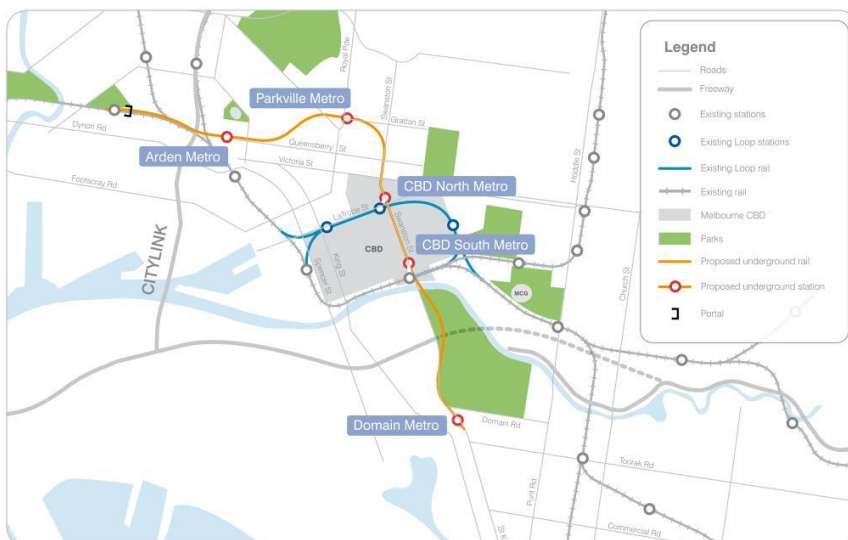 Royal Pde
Swanston St
Parkville Metro
Grattan St
Dynon Rd
Arden Metro
Queensberry St
Victoria St
Footscray Rd
Hoddle St
CBD North Metro
LaTrobe St
Swanston St
CBD South Metro
CBD
CITYLINK
Spencer St
King St
MCG
Church St
Domain Metro
Domain Rd
Toorak Rd
Punt Rd
Commercial Rd
St K
Legend
Roads
Freeway
Existing stations
Existing Loop stations
Existing Loop rail
Existing rail
Melbourne CBD
Parks
Proposed underground rail
Proposed underground station
Portal